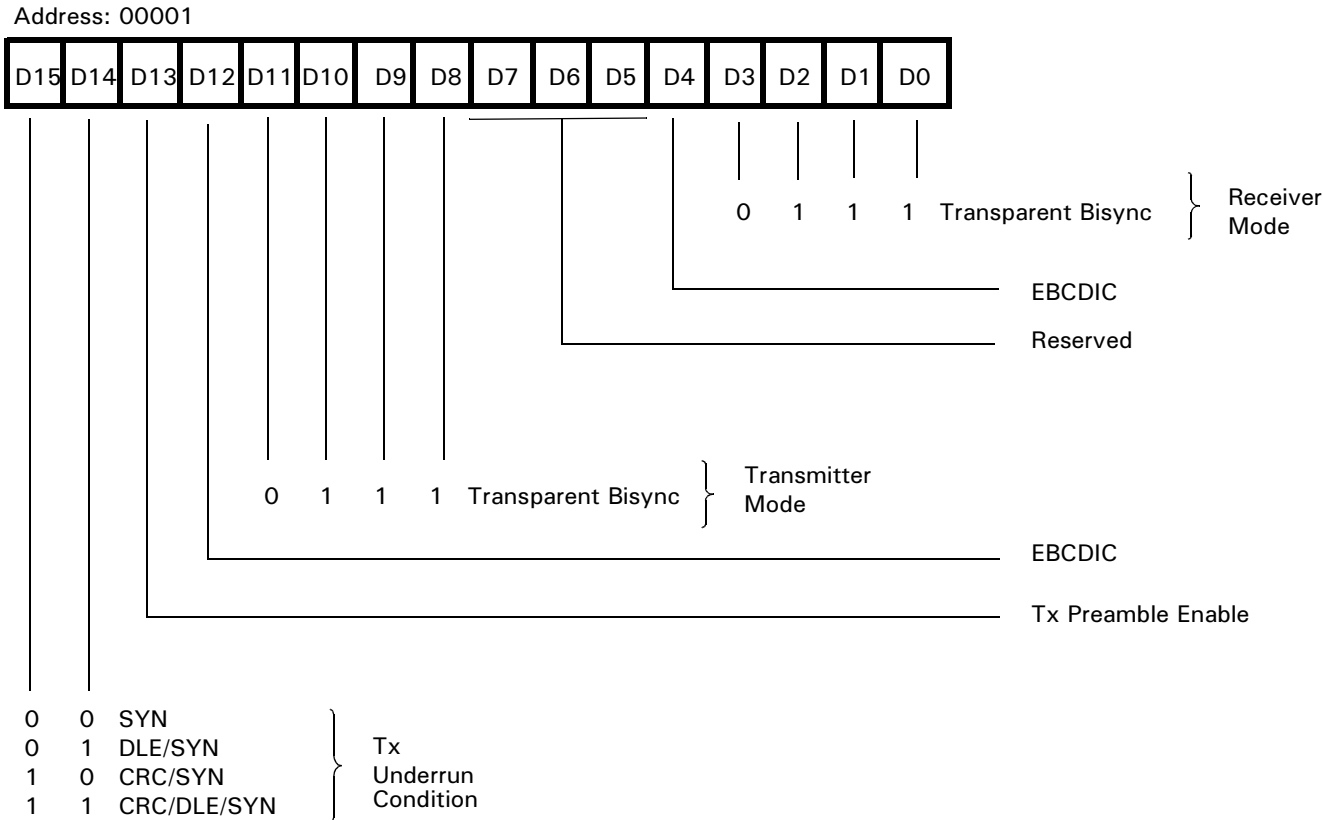 Address: 00001
D15 D14 D13 D12 D11 D10 D9 D8 D7 D6 D5 D4 D3 D2 D1 D0
0 1 1 1 Transparent Bisync
Receiver
Mode
EBCDIC
Reserved
0 1 1 1 Transparent Bisync
Transmitter
Mode
EBCDIC
Tx Preamble Enable
0 0 SYN
0 1 DLE/SYN
1 0 CRC/SYN
1 1 CRC/DLE/SYN
Tx
Underrun
Condition